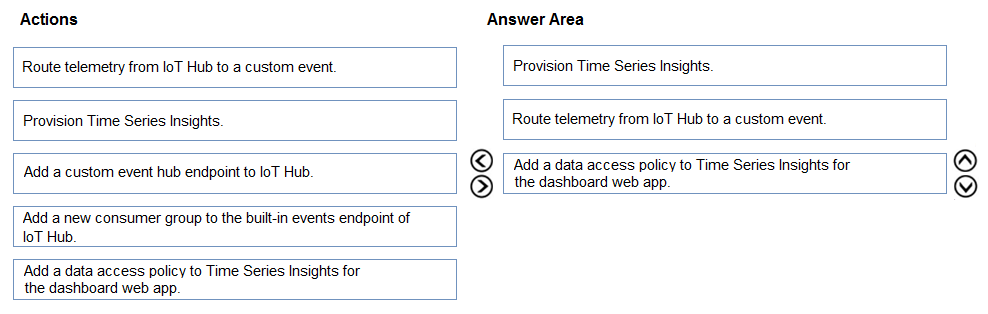 Actions
Route telemetry from IoT Hub to a custom event.
Provision Time Series Insights.
Add a custom event hub endpoint to IoT Hub.
Add a new consumer group to the built-in events endpoint of
IoT Hub.
Add a data access policy to Time Series Insights for
the dashboard web app.
Answer Area
Provision Time Series Insights.
Route telemetry from IoT Hub to a custom event.
Add a data access policy to Time Series Insights for
the dashboard web app.